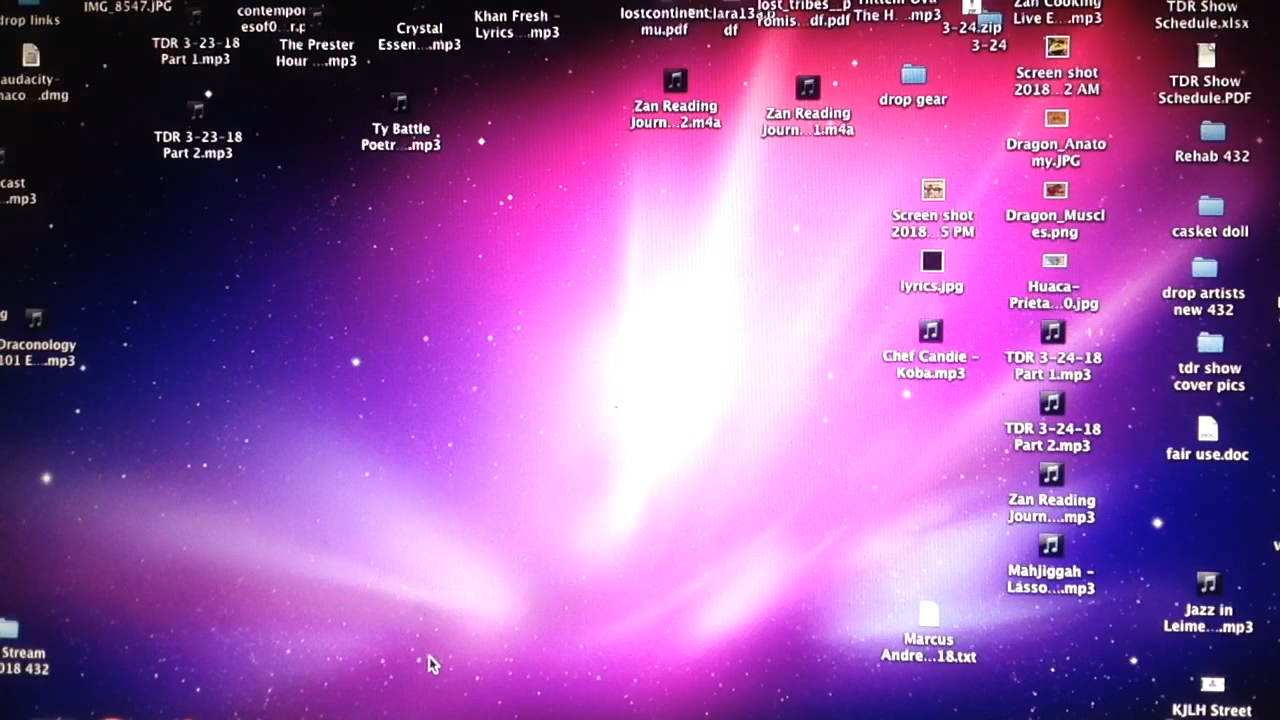 drop links
IMG_8547.JPG
TDR 3-23-18
Part 1.mp3
contempor
esof0
The Prester
Hour ....mp3
Crystal
Essen....mp3
Khan Fresh -
Lyrics ...mp3
mu.pdf
df
The H...mp3
3-24.zip
3-24
Zan Cooking
Live E....mp3
TDR Show
Schedule.xlsx
audacity-
maco ....dmg
TDR 3-23-18
Part 2.mp3
Ty Battle
Poetr....mp3
Zan Reading
Journ...2.m4a
Zan Reading
Journ...1.m4a
drop gear
Screen shot
2018...2 AM
TDR Show
Schedule.PDF
Dragon_Anato
my.JPG
Rehab 432
cast
....mp3
Screen shot
2018...5 PM
Dragon_Muscl
es.png
casket doll
lyrics.jpg
Huaca-
Prieta...0.jpg
drop artists
new 432
g
Draconology
101 E....mp3
Chef Candie -
Koba.mp3
TDR 3-24-18
Part 1.mp3
tdr show
cover pics
TDR 3-24-18
Part 2.mp3
fair use.doc
Zan Reading
Journ....mp3
MahJiggah -
Lasso....mp3
Jazz in
Leime....mp3
Stream
018 432
Marcus
Andre...18.txt
KJLH Street